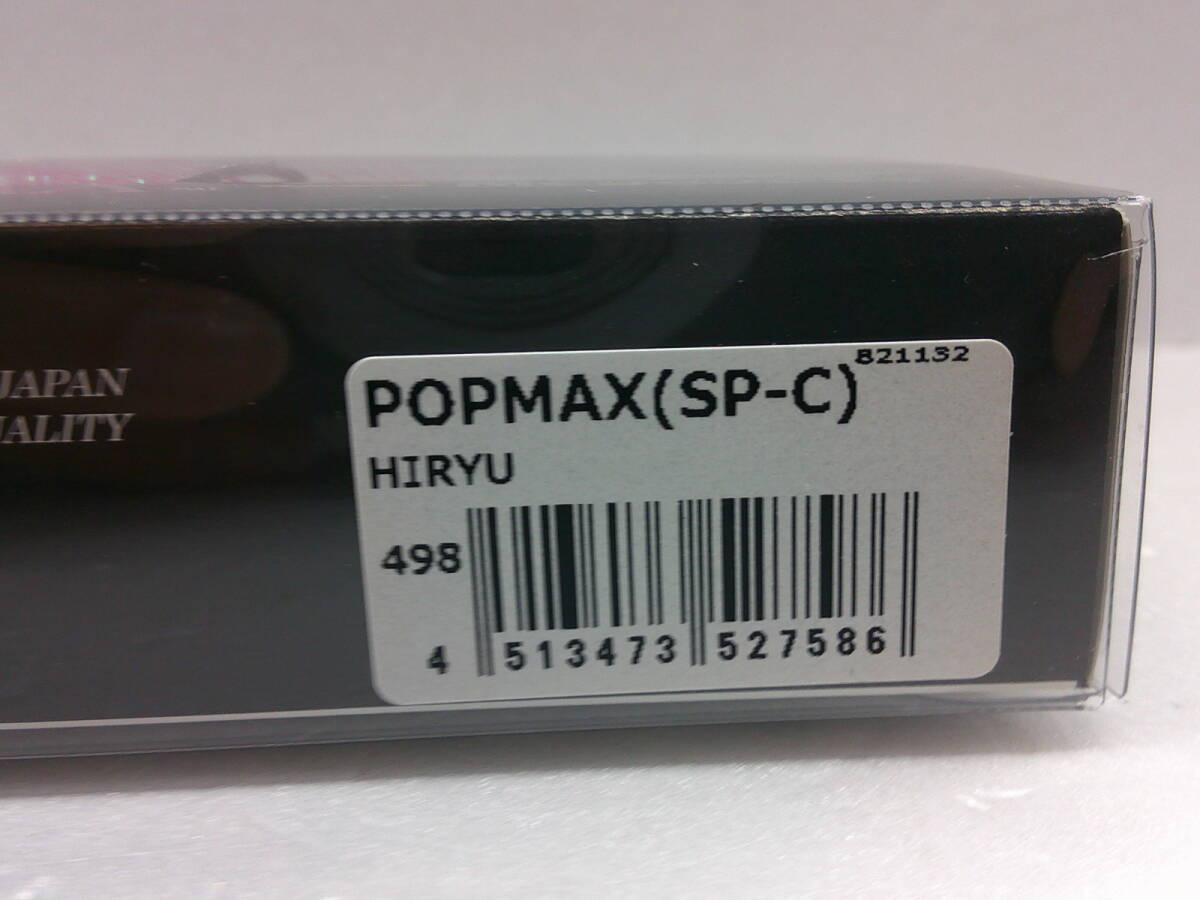 JAPAN
UALITY
821132
POPMAX(SP-C)
HIRYU
498
4 513473 527586